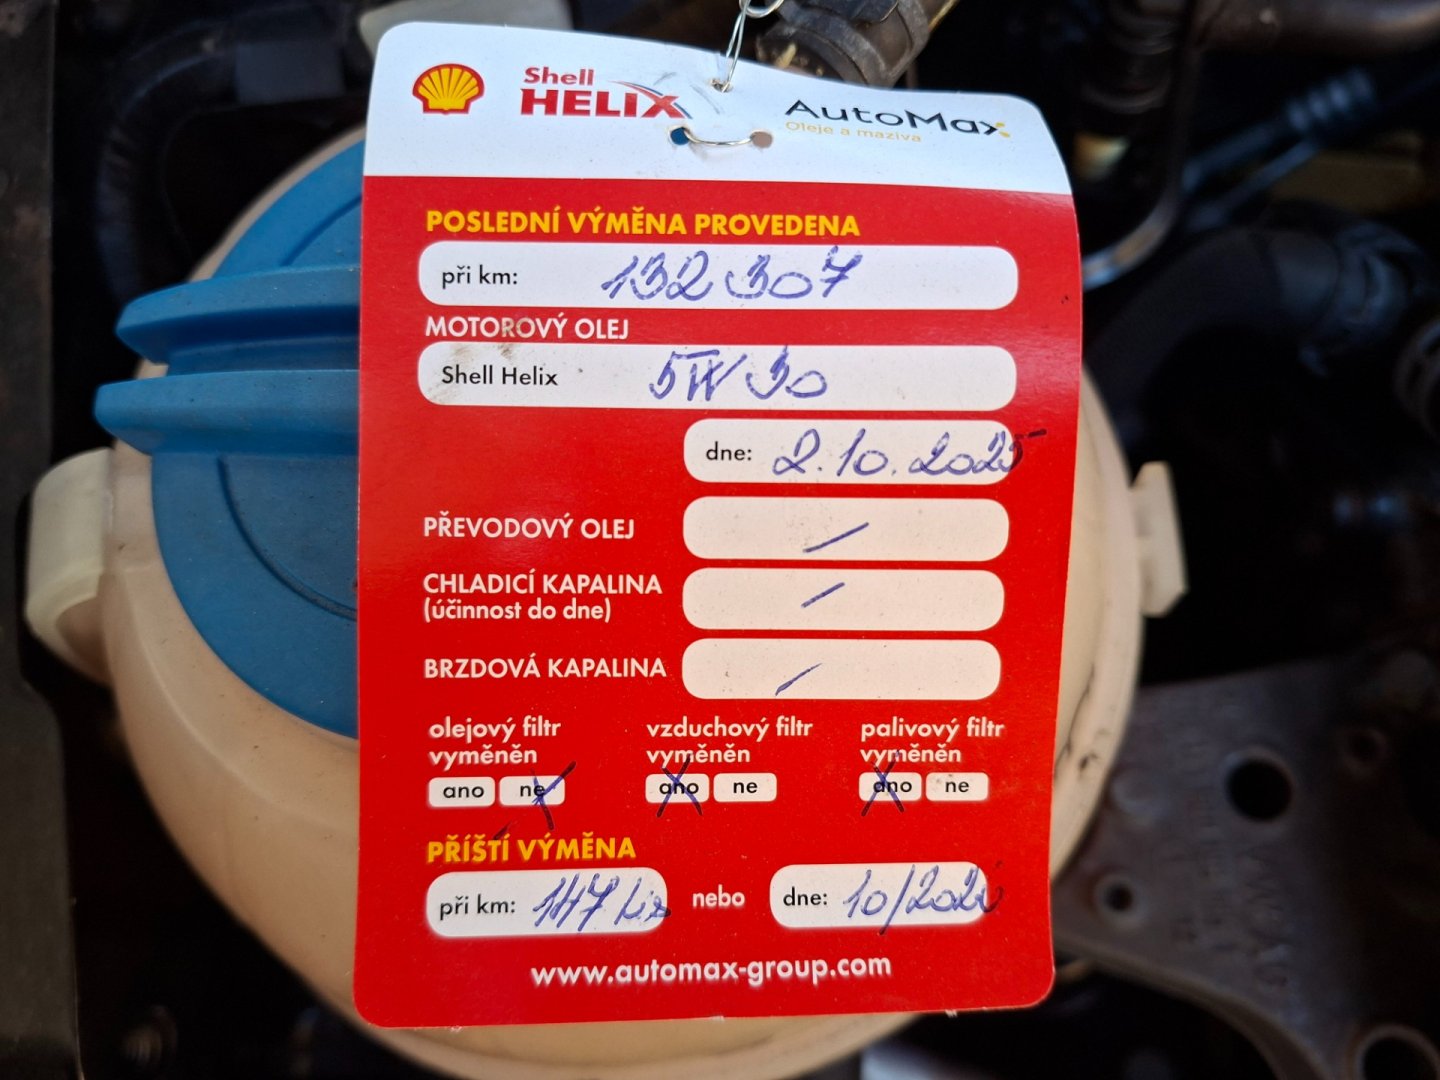 Shell
HELIX
AutoMax
Oleje a maziva
POSLEDNÍ VÝMĚNA PROVEDENA
při km: 132 307
MOTOROVÝ OLEJ
Shell Helix 5W30
dne: 2.10.2025
PŘEVODOVÝ OLEJ –
CHLADICÍ KAPALINA –
(účinnost do dne)
BRZDOVÁ KAPALINA –
olejový filtr vzduchový filtr palivový filtr
vyměněn vyměněn vyměněn
ano ne ano ne ano ne
PŘÍŠTÍ VÝMĚNA
při km: 147 nebo dne: 10/2026
www.automax-group.com